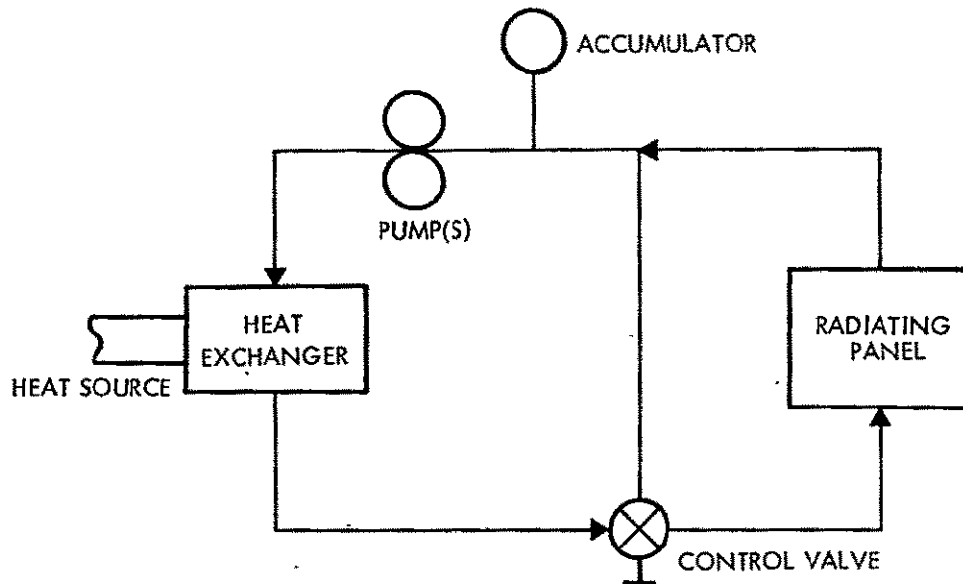 ACCUMULATOR
PUMP(S)
HEAT
EXCHANGER
HEAT SOURCE
RADIATING
PANEL
CONTROL VALVE